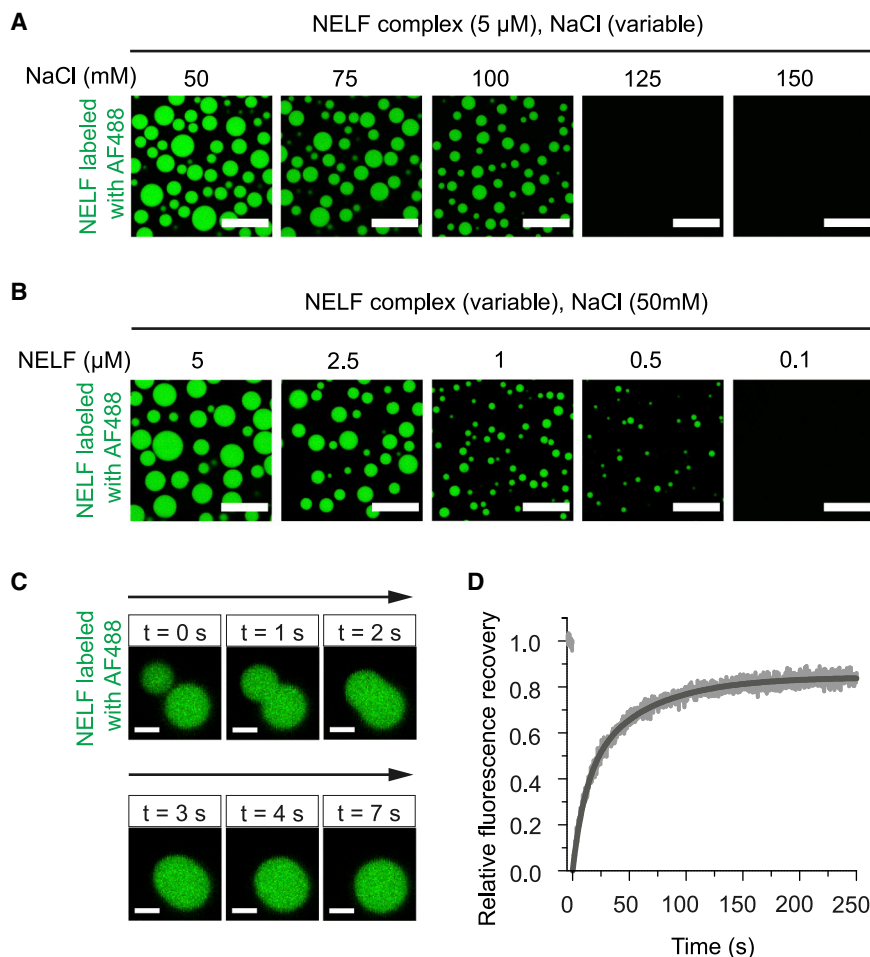 A
NELF complex (5 µM), NaCl (variable)
NaCl (mM) 50 75 100 125 150
NELF labeled
with AF488
B
NELF complex (variable), NaCl (50mM)
NELF (µM) 5 2.5 1 0.5 0.1
NELF labeled
with AF488
C
NELF labeled
with AF488
t = 0 s t = 1 s t = 2 s
t = 3 s t = 4 s t = 7 s
D
Relative fluorescence recovery
1.0
0.8
0.6
0.4
0.2
0.0
0 50 100 150 200 250
Time (s)